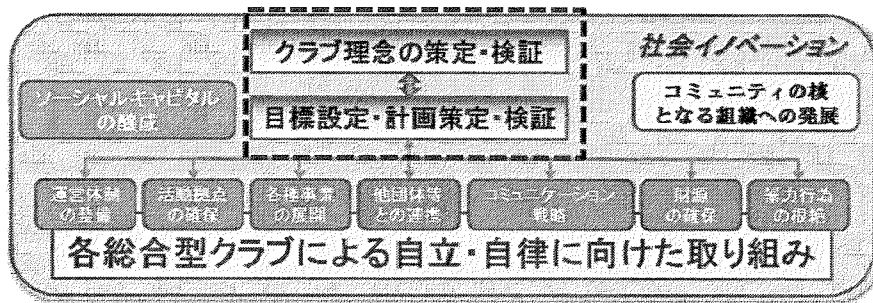 クラブ理念の策定・検証
社会イノベーション
ソーシャルキャピタル
の醸成
目標設定・計画策定・検証
コミュニティの核
となる組織への発展
運営体制
の整備
活動拠点
の確保
各種事業
の展開
他団体等
との連携
コミュニケーション
戦略
財源
の確保
暴力行為
の根絶
各総合型クラブによる自立・自律に向けた取り組み